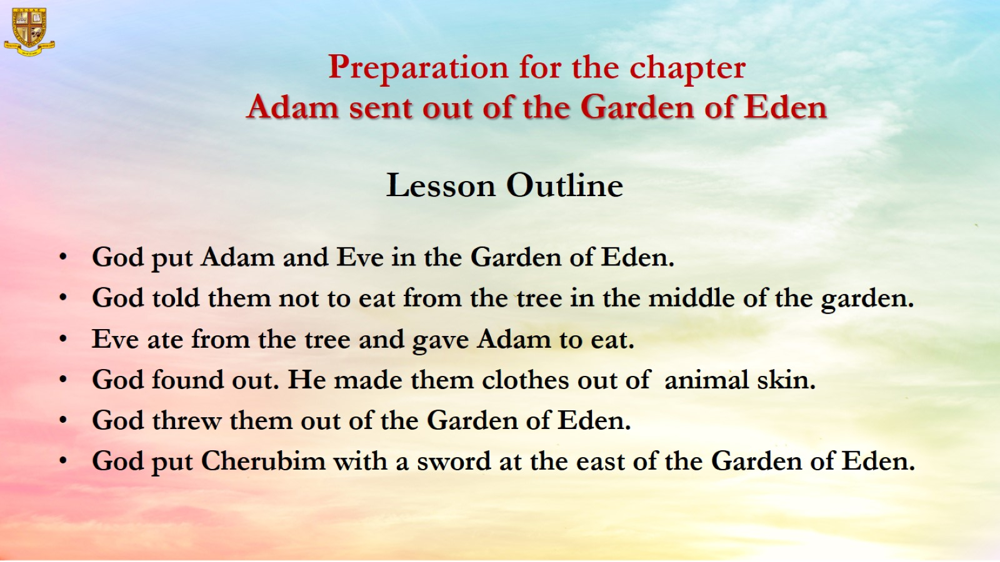 Preparation for the chapter
Adam sent out of the Garden of Eden
Lesson Outline
• God put Adam and Eve in the Garden of Eden.
• God told them not to eat from the tree in the middle of the garden.
• Eve ate from the tree and gave Adam to eat.
• God found out. He made them clothes out of  animal skin.
• God threw them out of the Garden of Eden.
• God put Cherubim with a sword at the east of the Garden of Eden.